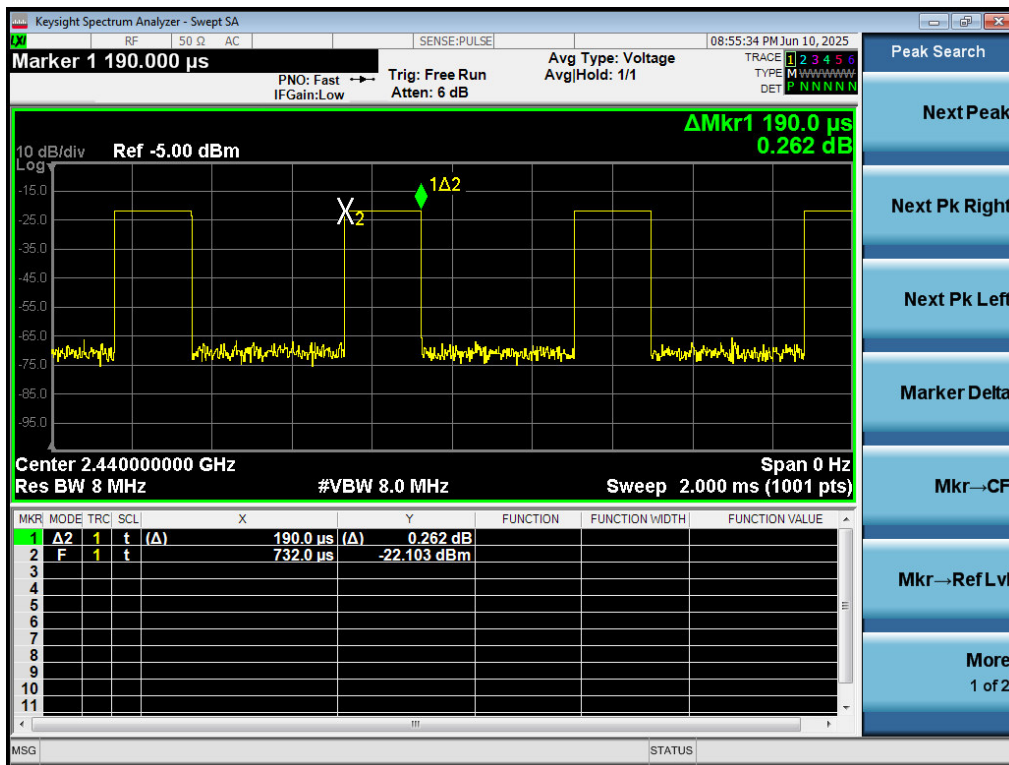 Keysight Spectrum Analyzer - Swept SA
LXI RF 50 Ω AC SENSE:PULSE 08:55:34 PM Jun 10, 2025
Marker 1 190.000 µs
PNO: Fast
IFGain:Low
Trig: Free Run
Atten: 6 dB
Avg Type: Voltage
Avg|Hold: 1/1
TRACE 1 2 3 4 5 6
TYPE M W W W W W
DET P N N N N N
ΔMkr1 190.0 µs
0.262 dB
10 dB/div Ref -5.00 dBm
Log
-15.0
-25.0
-35.0
-45.0
-55.0
-65.0
-75.0
-85.0
-95.0
1Δ2
X2
Center 2.440000000 GHz Span 0 Hz
Res BW 8 MHz #VBW 8.0 MHz Sweep 2.000 ms (1001 pts)
MKR MODE TRC SCL X Y FUNCTION FUNCTION WIDTH FUNCTION VALUE
1 Δ2 1 t (Δ) 190.0 µs (Δ) 0.262 dB
2 F 1 t 732.0 µs -22.103 dBm
3
4
5
6
7
8
9
10
11
MSG STATUS
Peak Search
Next Peak
Next Pk Right
Next Pk Left
Marker Delta
Mkr→CF
Mkr→Ref Lvl
More
1 of 2